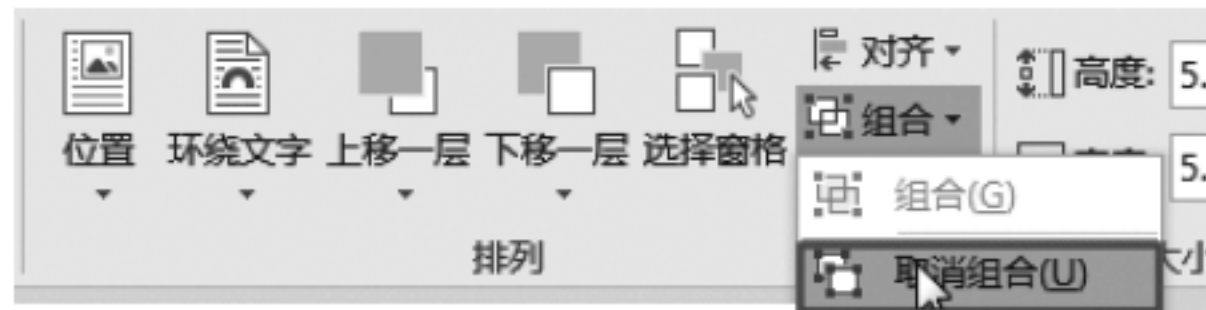 对齐
高度: 5.
组合
位置 环绕文字 上移一层 下移一层 选择窗格
5.
组合(G)
排列
取消组合(U)
大小